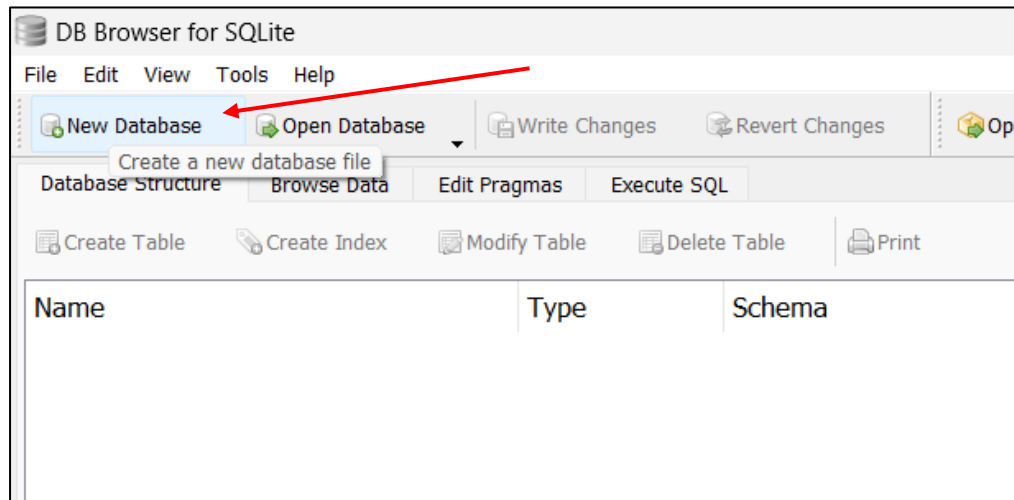 DB Browser for SQLite
File Edit View Tools Help
New Database Open Database Write Changes Revert Changes Op
Create a new database file
Database Structure Browse Data Edit Pragmas Execute SQL
Create Table Create Index Modify Table Delete Table Print
Name Type Schema